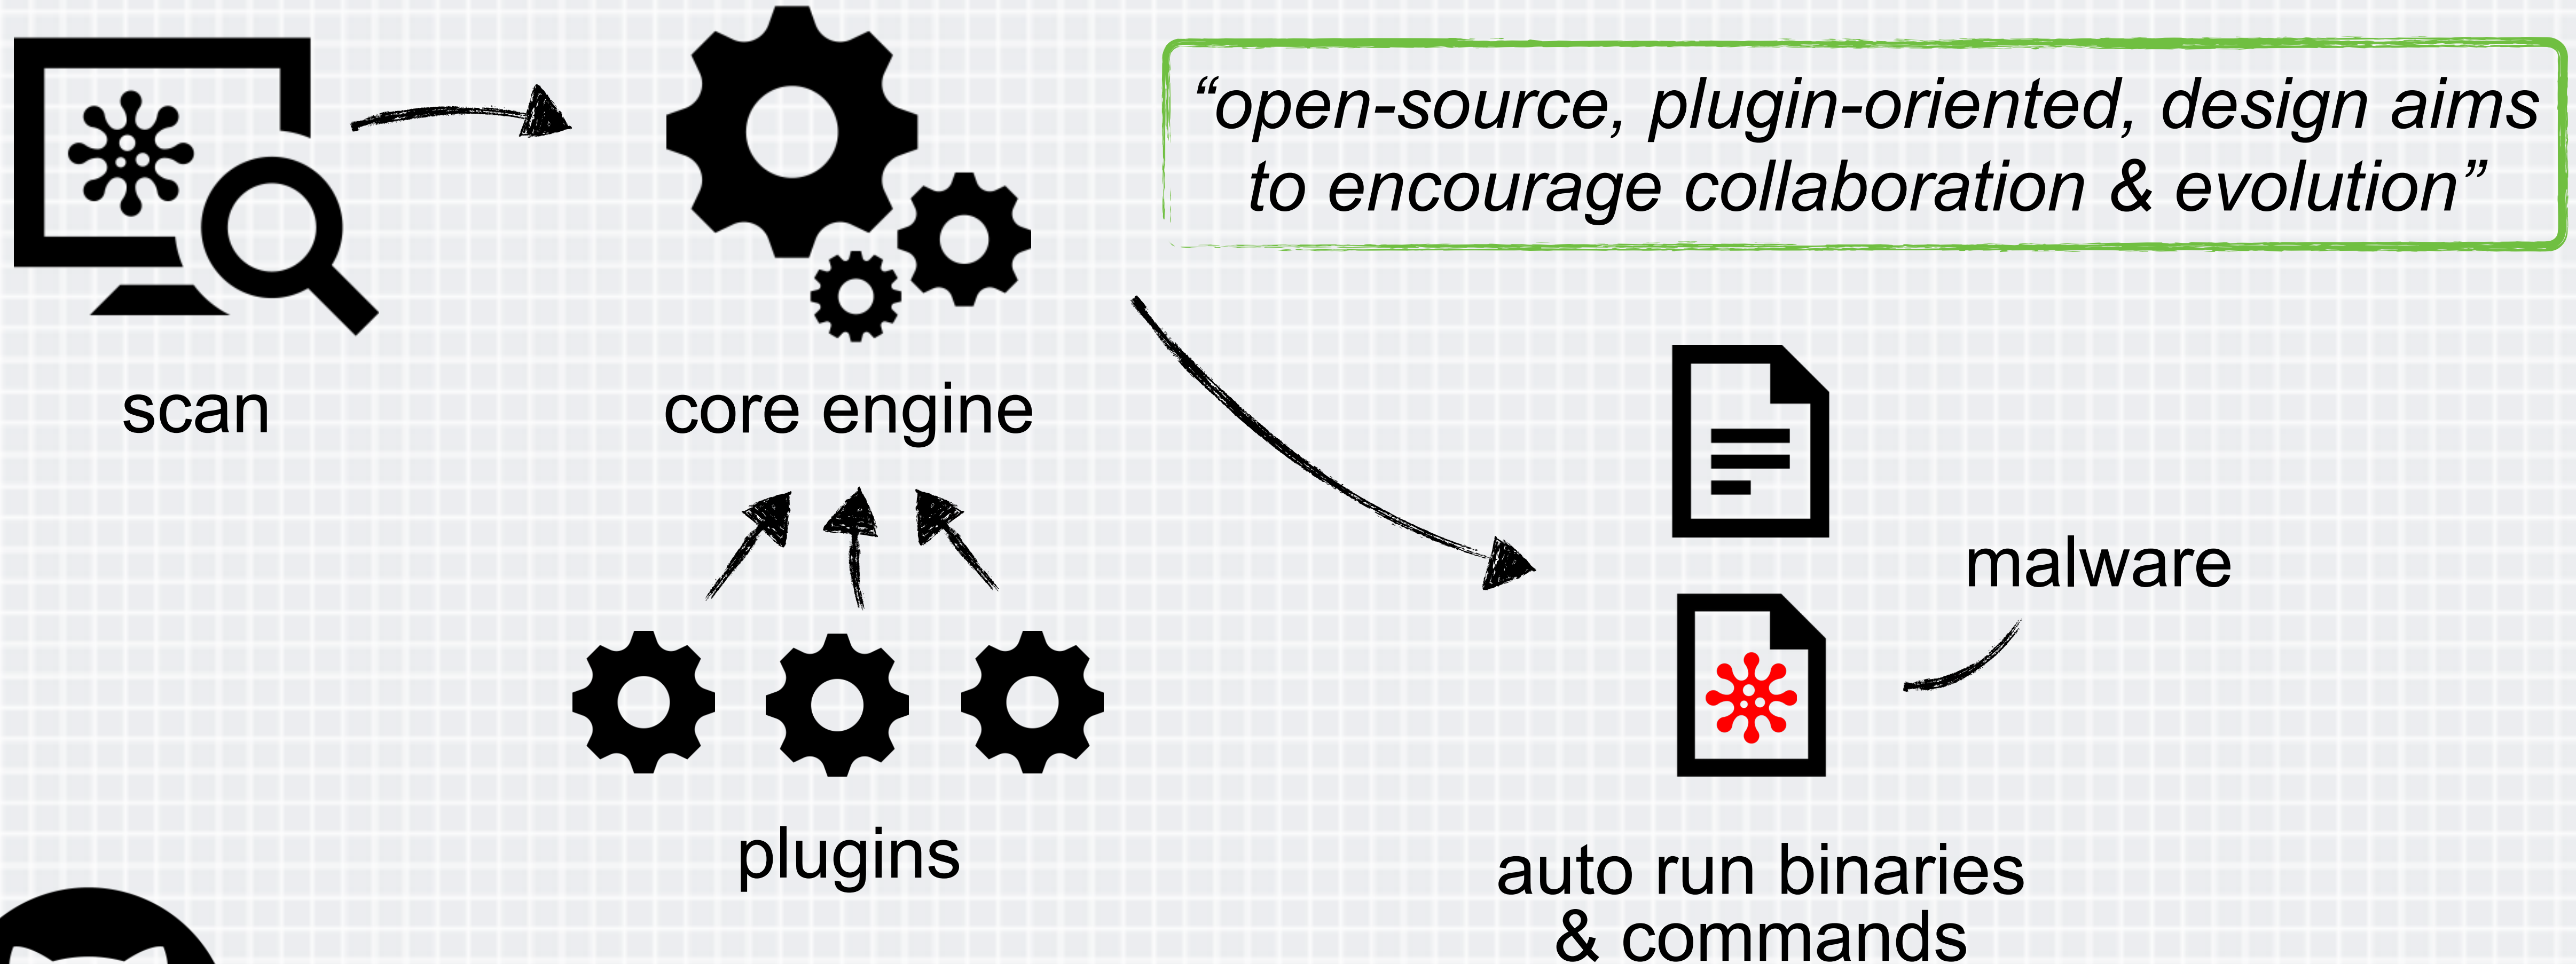 “open-source, plugin-oriented, design aims
to encourage collaboration & evolution”
scan
core engine
malware
plugins
auto run binaries
& commands